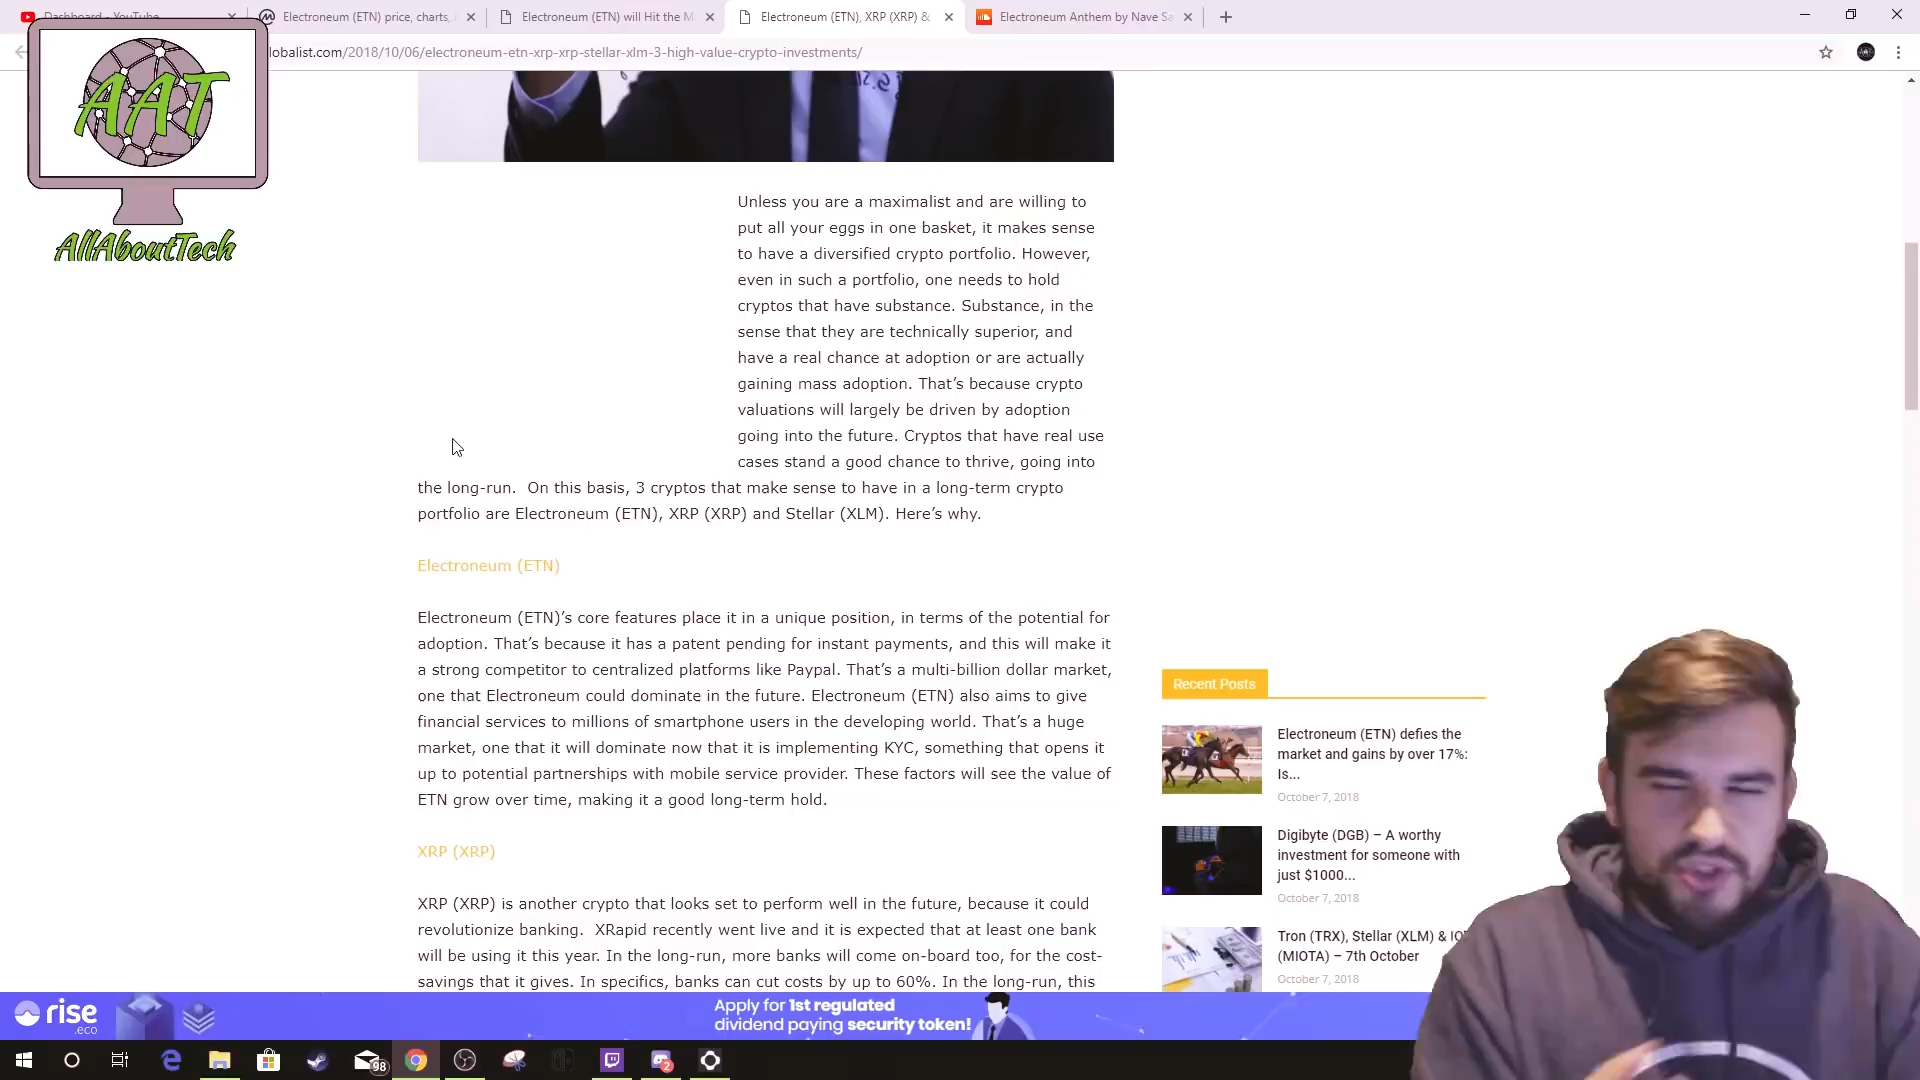 Dashboard - YouTube
Electroneum (ETN) price, charts,
Electroneum (ETN) will Hit the M
Electroneum (ETN), XRP (XRP) &
Electroneum Anthem by Nave Sa
lobalist.com/2018/10/06/electroneum-etn-xrp-xrp-stellar-xlm-3-high-value-crypto-investments/
AAT
AllAboutTech
Unless you are a maximalist and are willing to
put all your eggs in one basket, it makes sense
to have a diversified crypto portfolio. However,
even in such a portfolio, one needs to hold
cryptos that have substance. Substance, in the
sense that they are technically superior, and
have a real chance at adoption or are actually
gaining mass adoption. That’s because crypto
valuations will largely be driven by adoption
going into the future. Cryptos that have real use
cases stand a good chance to thrive, going into
the long-run.  On this basis, 3 cryptos that make sense to have in a long-term crypto
portfolio are Electroneum (ETN), XRP (XRP) and Stellar (XLM). Here’s why.
Electroneum (ETN)
Electroneum (ETN)’s core features place it in a unique position, in terms of the potential for
adoption. That’s because it has a patent pending for instant payments, and this will make it
a strong competitor to centralized platforms like Paypal. That’s a multi-billion dollar market,
one that Electroneum could dominate in the future. Electroneum (ETN) also aims to give
financial services to millions of smartphone users in the developing world. That’s a huge
market, one that it will dominate now that it is implementing KYC, something that opens it
up to potential partnerships with mobile service provider. These factors will see the value of
ETN grow over time, making it a good long-term hold.
XRP (XRP)
XRP (XRP) is another crypto that looks set to perform well in the future, because it could
revolutionize banking.  XRapid recently went live and it is expected that at least one bank
will be using it this year. In the long-run, more banks will come on-board too, for the cost-
savings that it gives. In specifics, banks can cut costs by up to 60%. In the long-run, this
Recent Posts
Electroneum (ETN) defies the
market and gains by over 17%:
Is...
October 7, 2018
Digibyte (DGB) – A worthy
investment for someone with
just $1000...
October 7, 2018
Tron (TRX), Stellar (XLM) & IO
(MIOTA) – 7th October
October 7, 2018
rise
.eco
Apply for 1st regulated
dividend paying security token!
98
2